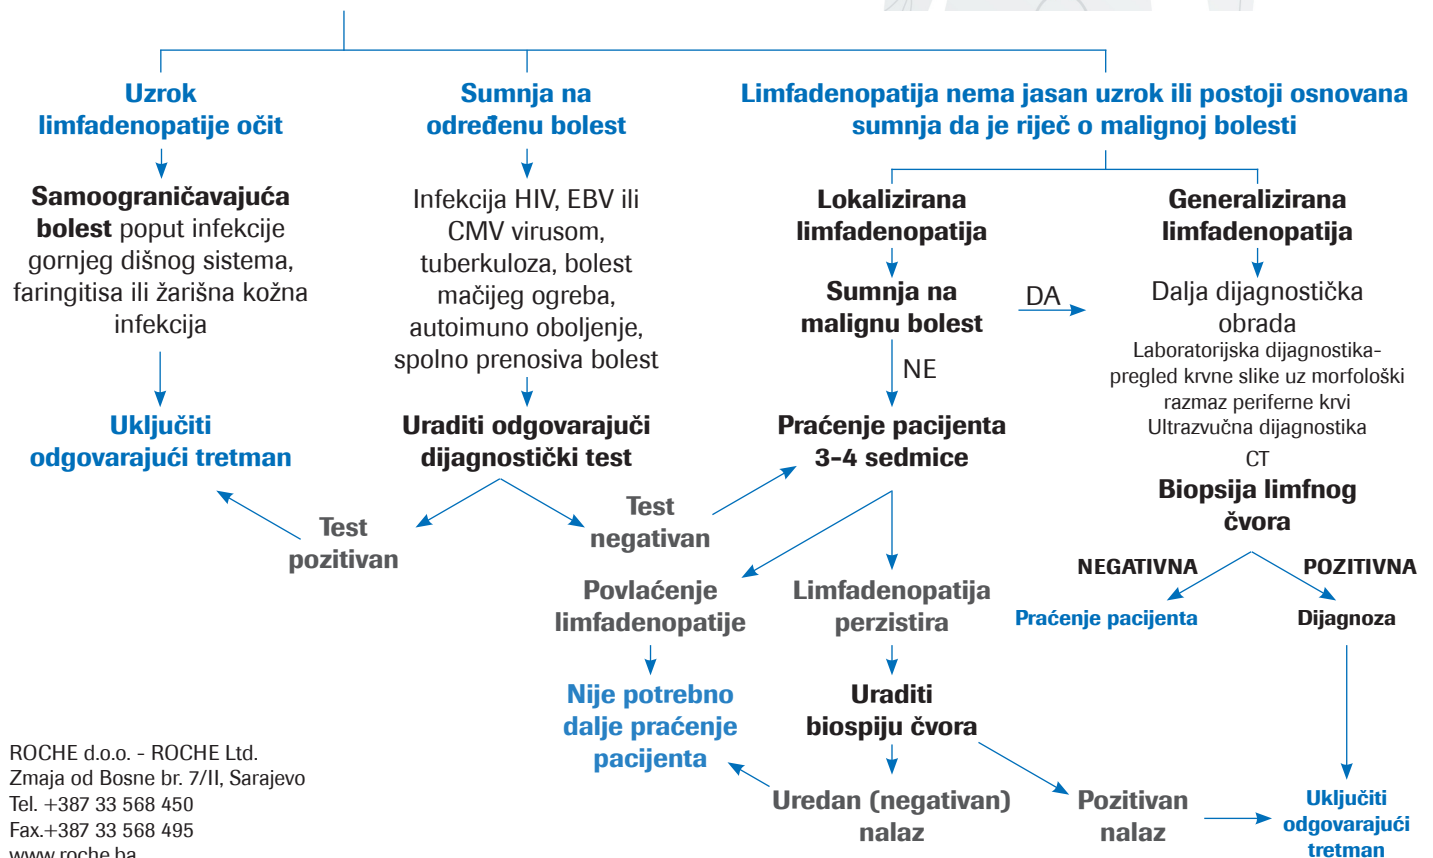 Uzrok
limfadenopatije očit
Samoograničavajuća
bolest poput infekcije
gornjeg dišnog sistema,
faringitisa ili žarišna kožna
infekcija
Uključiti
odgovarajući tretman
Sumnja na
određenu bolest
Infekcija HIV, EBV ili
CMV virusom,
tuberkuloza, bolest
mačijeg ogreba,
autoimuno oboljenje,
spolno prenosiva bolest
Uraditi odgovarajuči
dijagnostički test
Test
pozitivan
Test
negativan
Limfadenopatija nema jasan uzrok ili postoji osnovana
sumnja da je riječ o malignoj bolesti
Lokalizirana
limfadenopatija
Sumnja na
malignu bolest
DA
NE
Praćenje pacijenta
3-4 sedmice
Povlaćenje
limfadenopatije
Nije potrebno
dalje praćenje
pacijenta
Limfadenopatija
perzistira
Uraditi
biospiju čvora
Uredan (negativan)
nalaz
Pozitivan
nalaz
Generalizirana
limfadenopatija
Dalja dijagnostička
obrada
Laboratorijska dijagnostika-
pregled krvne slike uz morfološki
razmaz periferne krvi
Ultrazvučna dijagnostika
CT
Biopsija limfnog
čvora
NEGATIVNA
POZITIVNA
Praćenje pacijenta
Dijagnoza
Uključiti
odgovarajući
tretman
ROCHE d.o.o. - ROCHE Ltd.
Zmaja od Bosne br. 7/II, Sarajevo
Tel. +387 33 568 450
Fax.+387 33 568 495
www.roche.ba